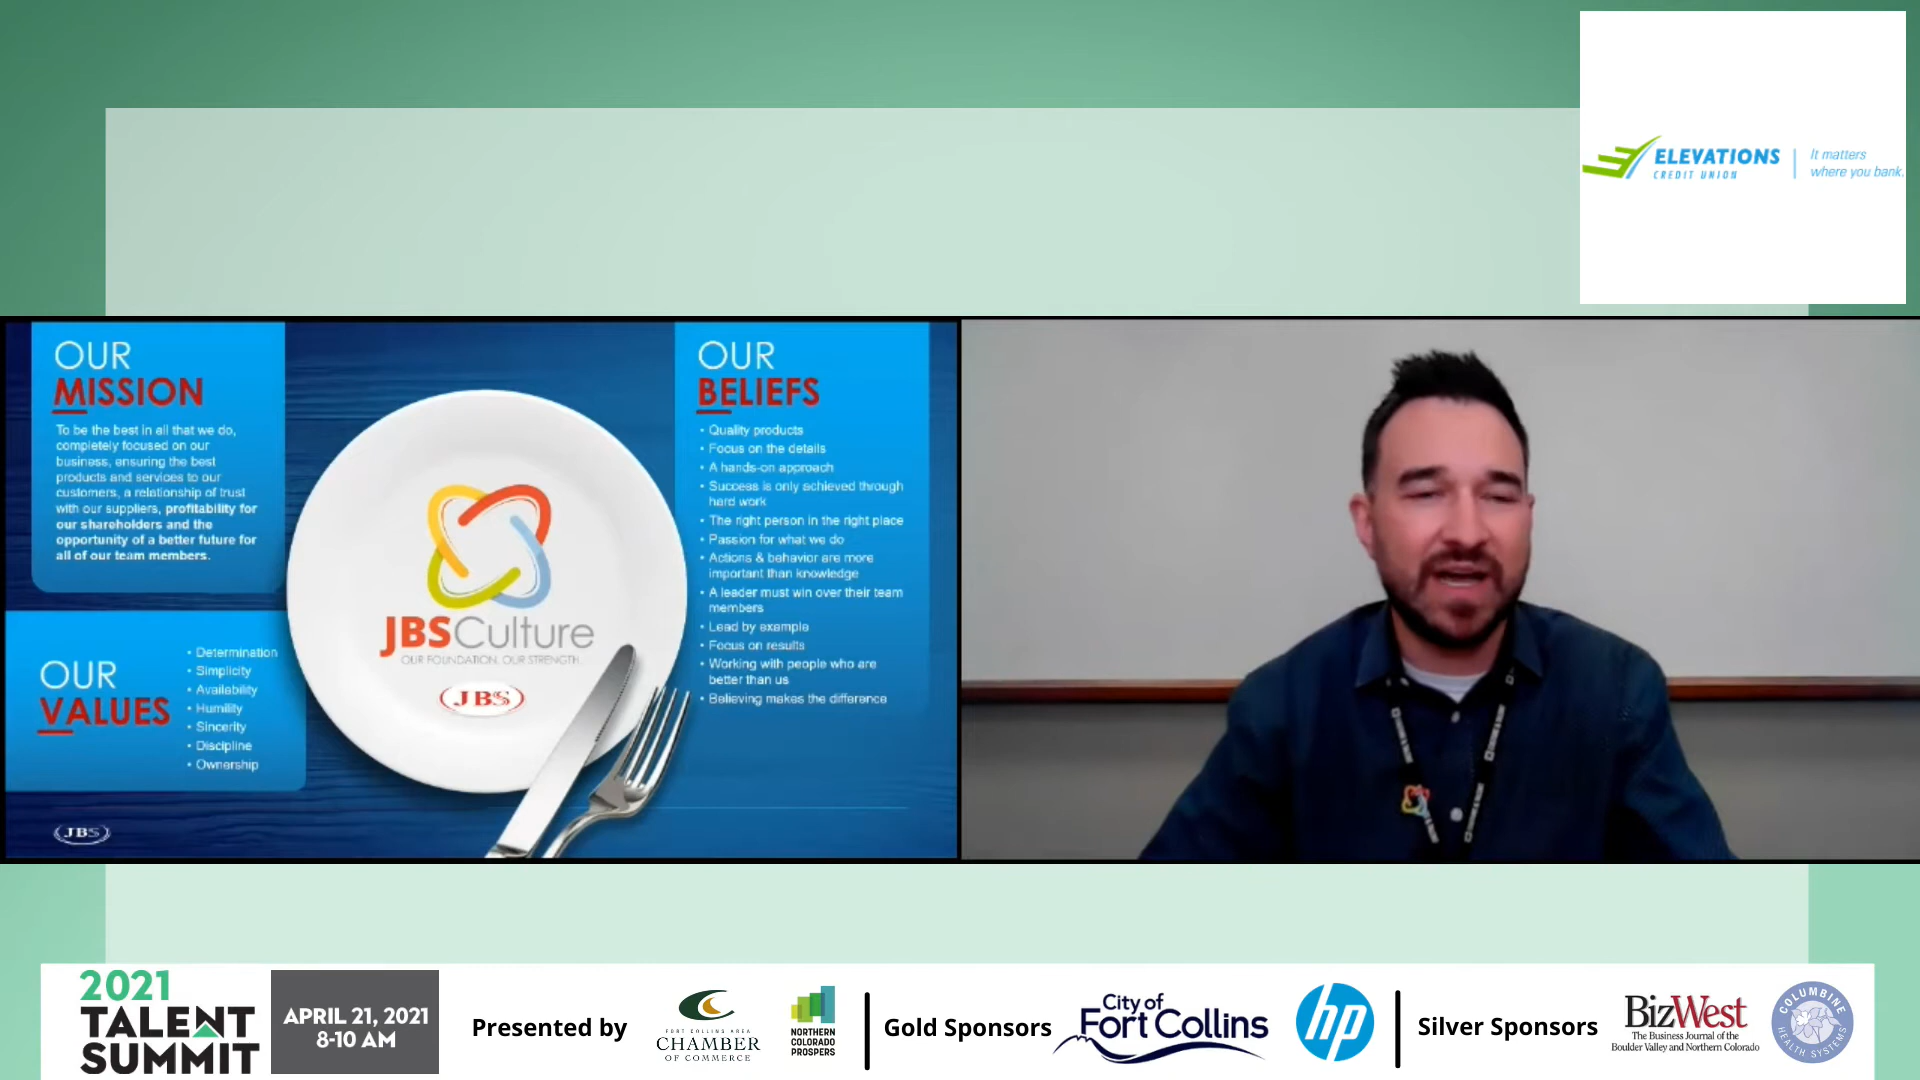 ELEVATIONS
CREDIT UNION
It matters
where you bank.
OUR
MISSION
To be the best in all that we do,
completely focused on our
business, ensuring the best
products and services to our
customers, a relationship of trust
with our suppliers, profitability for
our shareholders and the
opportunity of a better future for
all of our team members.
OUR
VALUES
• Determination
• Simplicity
• Availability
• Humility
• Sincerity
• Discipline
• Ownership
JBS
JBSCulture
OUR FOUNDATION. OUR STRENGTH.
JBS
OUR
BELIEFS
• Quality products
• Focus on the details
• A hands-on approach
• Success is only achieved through
hard work
• The right person in the right place
• Passion for what we do
• Actions & behavior are more
important than knowledge
• A leader must win over their team
members
• Lead by example
• Focus on results
• Working with people who are
better than us
• Believing makes the difference
2021
TALENT
SUMMIT
APRIL 21, 2021
8-10 AM
Presented by
FORT COLLINS AREA
CHAMBER
OF COMMERCE
NORTHERN
COLORADO
PROSPERS
Gold Sponsors
City of
Fort Collins
hp
Silver Sponsors
BizWest
The Business Journal of the
Boulder Valley and Northern Colorado
COLUMBINE
HEALTH SYSTEMS